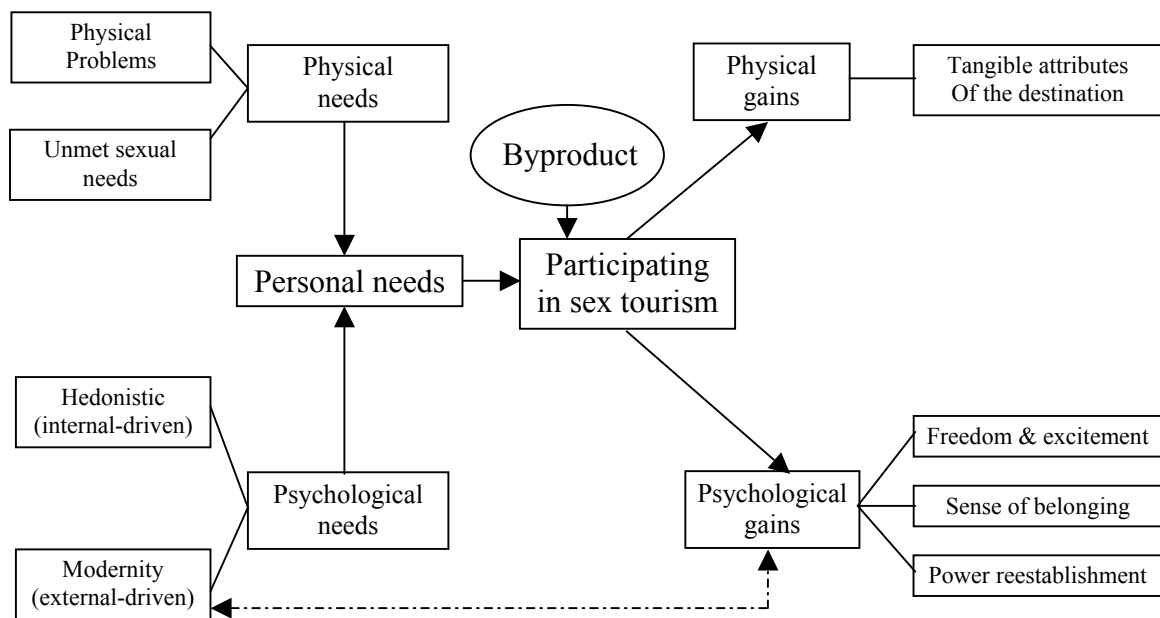 Physical
Problems
Unmet sexual
needs
Physical
needs
Personal needs
Hedonistic
(internal-driven)
Modernity
(external-driven)
Psychological
needs
Byproduct
Participating
in sex tourism
Physical
gains
Tangible attributes
Of the destination
Psychological
gains
Freedom & excitement
Sense of belonging
Power reestablishment